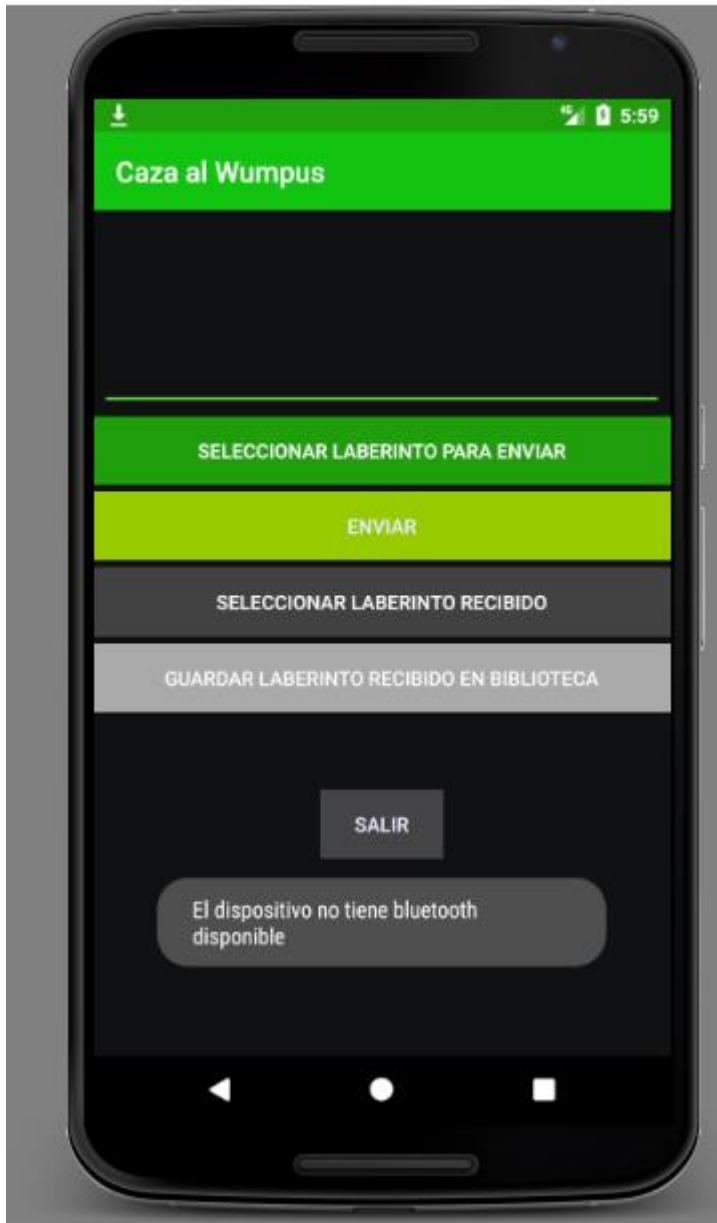 4G 5:59
Caza al Wumpus
SELECCIONAR LABERINTO PARA ENVIAR
ENVIAR
SELECCIONAR LABERINTO RECIBIDO
GUARDAR LABERINTO RECIBIDO EN BIBLIOTECA
SALIR
El dispositivo no tiene bluetooth
disponible